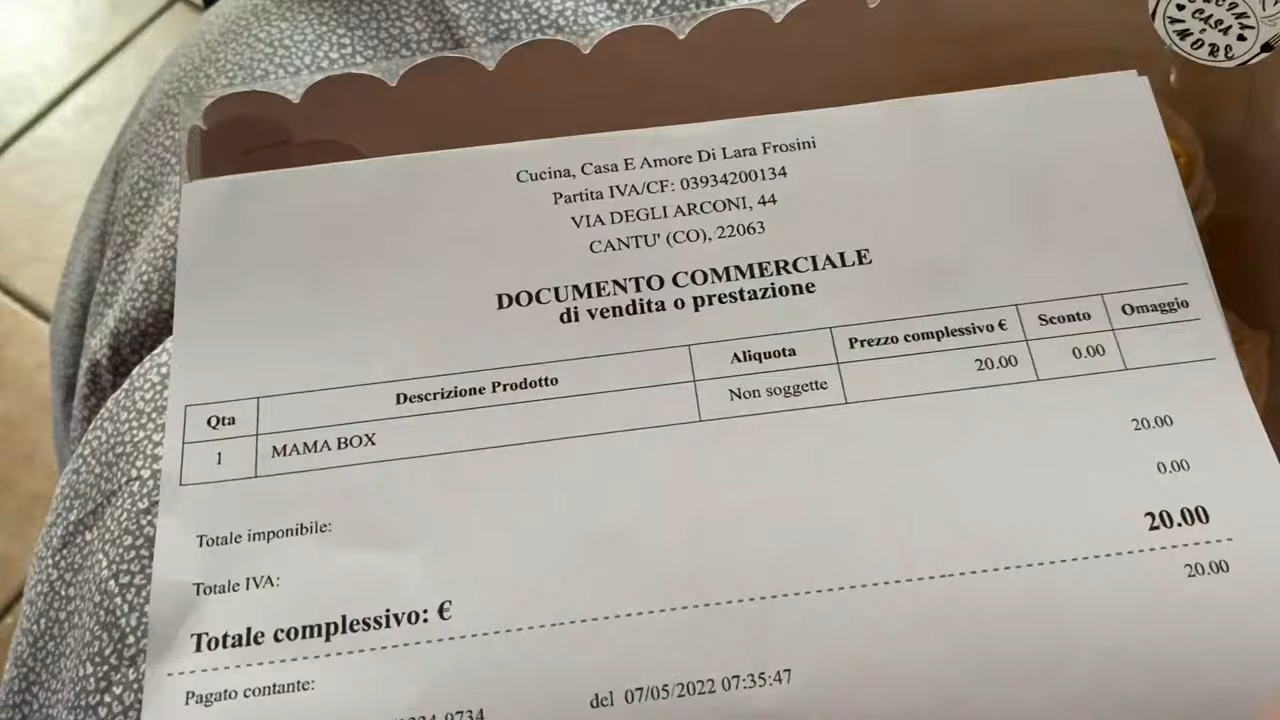 CUCINA
CASA
E
AMORE
Cucina, Casa E Amore Di Lara Frosini
Partita IVA/CF: 03934200134
VIA DEGLI ARCONI, 44
CANTU' (CO), 22063
DOCUMENTO COMMERCIALE
di vendita o prestazione
Qta Descrizione Prodotto Aliquota Prezzo complessivo € Sconto Omaggio
1 MAMA BOX Non soggette 20.00 0.00
Totale imponibile: 20.00
Totale IVA: 0.00
Totale complessivo: € 20.00
Pagato contante: 20.00
del 07/05/2022 07:35:47